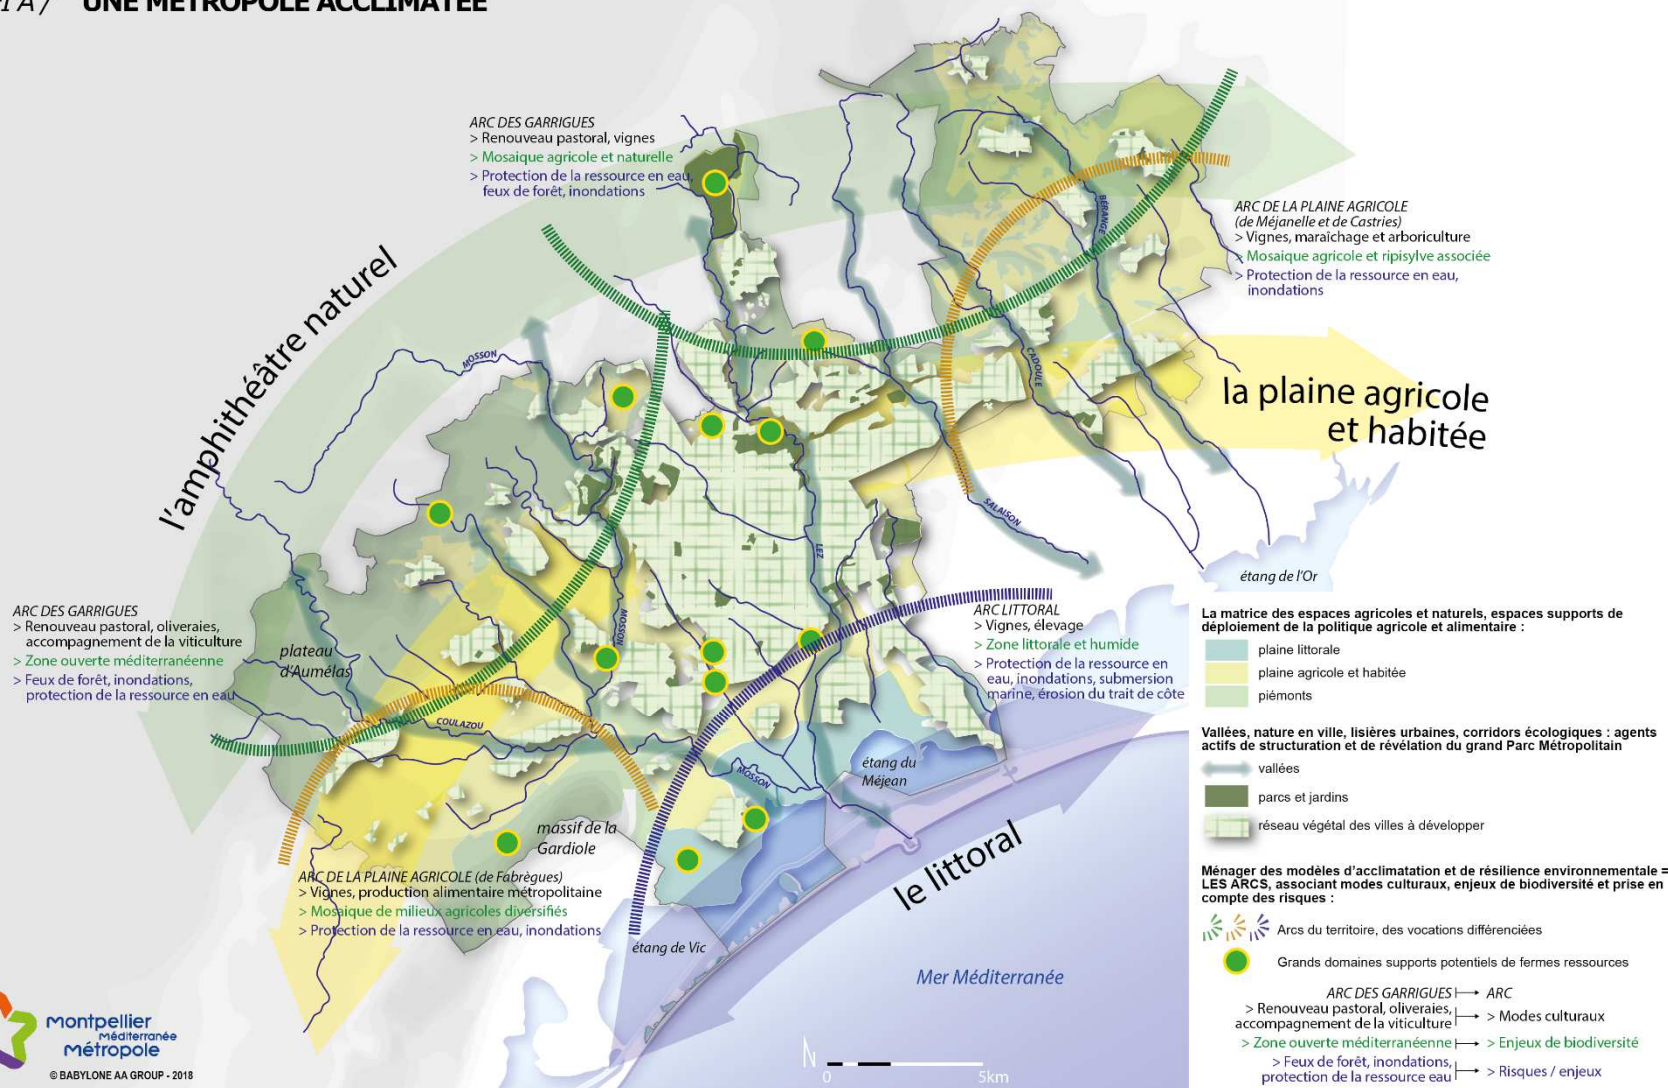 UNE MÉTROPOLE ACCLIMATÉE
ARC DES GARRIGUES
> Renouveau pastoral, vignes
> Mosaique agricole et naturelle
> Protection de la ressource en eau,
feux de forêt, inondations
ARC DE LA PLAINE AGRICOLE
(de Méjanelle et de Castries)
> Vignes, maraîchage et arboriculture
> Mosaique agricole et ripisylve associée
> Protection de la ressource en eau,
inondations
l'amphithéâtre naturel
MOSSON
BÉRANGE
CADOULE
la plaine agricole
et habitée
SALAISON
LEZ
étang de l'Or
ARC DES GARRIGUES
> Renouveau pastoral, oliveraies,
accompagnement de la viticulture
> Zone ouverte méditerranéenne
> Feux de forêt, inondations,
protection de la ressource en eau
plateau
d'Aumélas
MOSSON
COULAZOU
ARC LITTORAL
> Vignes, élevage
> Zone littorale et humide
> Protection de la ressource en
eau, inondations, submersion
marine, érosion du trait de côte
MOSSON
étang du
Méjean
massif de la
Gardiole
ARC DE LA PLAINE AGRICOLE (de Fabrègues)
> Vignes, production alimentaire métropolitaine
> Mosaique de milieux agricoles diversifiés
> Protection de la ressource en eau, inondations
étang de Vic
le littoral
Mer Méditerranée
La matrice des espaces agricoles et naturels, espaces supports de
déploiement de la politique agricole et alimentaire :
plaine littorale
plaine agricole et habitée
piémonts
Vallées, nature en ville, lisières urbaines, corridors écologiques : agents
actifs de structuration et de révélation du grand Parc Métropolitain
vallées
parcs et jardins
réseau végétal des villes à développer
Ménager des modèles d'acclimatation et de résilience environnementale =
LES ARCS, associant modes culturaux, enjeux de biodiversité et prise en
compte des risques :
Arcs du territoire, des vocations différenciées
Grands domaines supports potentiels de fermes ressources
ARC DES GARRIGUES → ARC
> Renouveau pastoral, oliveraies,
accompagnement de la viticulture → > Modes culturaux
> Zone ouverte méditerranéenne → > Enjeux de biodiversité
> Feux de forêt, inondations,
protection de la ressource eau → > Risques / enjeux
montpellier
méditerranée
métropole
© BABYLONE AA GROUP - 2018
N
0 5km